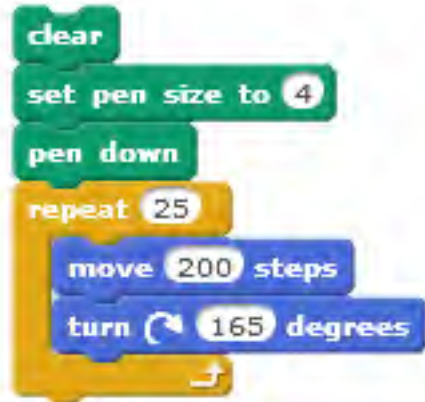 clear
set pen size to 4
pen down
repeat 25
move 200 steps
turn 165 degrees